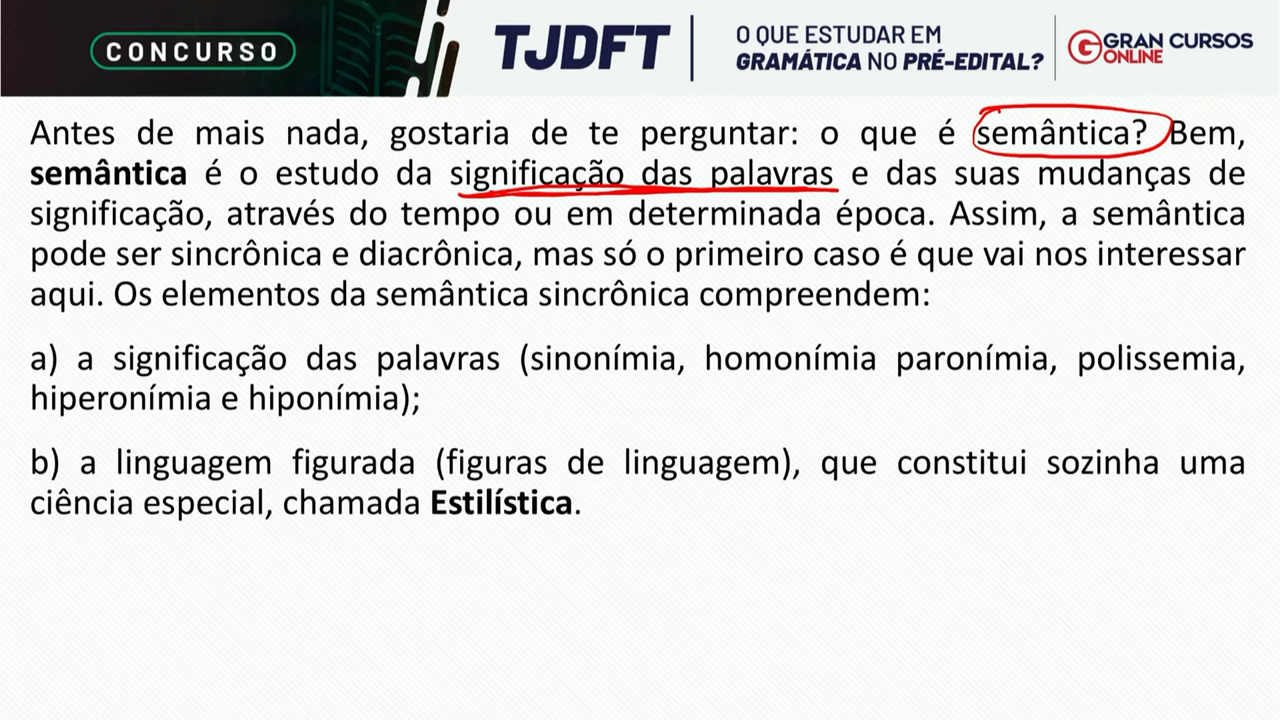 CONCURSO
TJDFT
O QUE ESTUDAR EM
GRAMÁTICA NO PRÉ-EDITAL?
GRAN CURSOS
ONLINE
Antes de mais nada, gostaria de te perguntar: o que é semântica? Bem,
semântica é o estudo da significação das palavras e das suas mudanças de
significação, através do tempo ou em determinada época. Assim, a semântica
pode ser sincrônica e diacrônica, mas só o primeiro caso é que vai nos interessar
aqui. Os elementos da semântica sincrônica compreendem:
a) a significação das palavras (sinonímia, homonímia paronímia, polissemia,
hiperonímia e hiponímia);
b) a linguagem figurada (figuras de linguagem), que constitui sozinha uma
ciência especial, chamada Estilística.